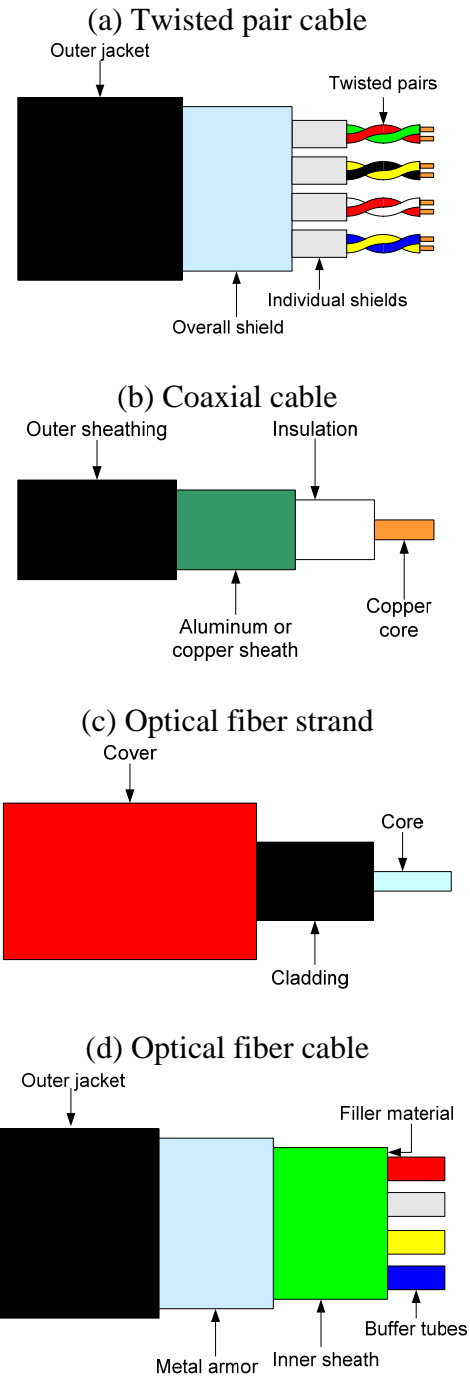 (a) Twisted pair cable
Outer jacket
Twisted pairs
Individual shields
Overall shield
(b) Coaxial cable
Outer sheathing
Insulation
Copper
core
Aluminum or
copper sheath
(c) Optical fiber strand
Cover
Core
Cladding
(d) Optical fiber cable
Outer jacket
Filler material
Buffer tubes
Inner sheath
Metal armor